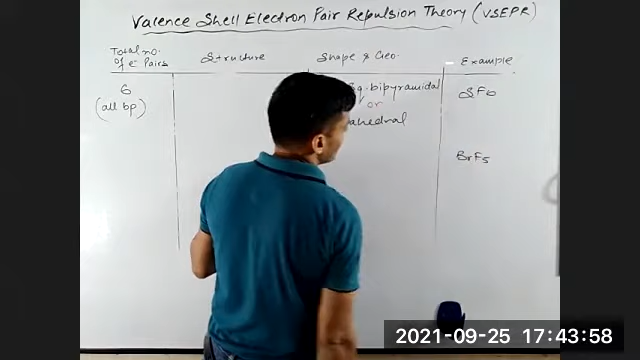 Valence Shell Electron Pair Repulsion Theory (VSEPR)
Total no. of e⁻ Pairs Structure Shape & Geo. Example
6 Sq. bipyramidal SF6
(all bp) or
BrF5
2021-09-25 17:43:58